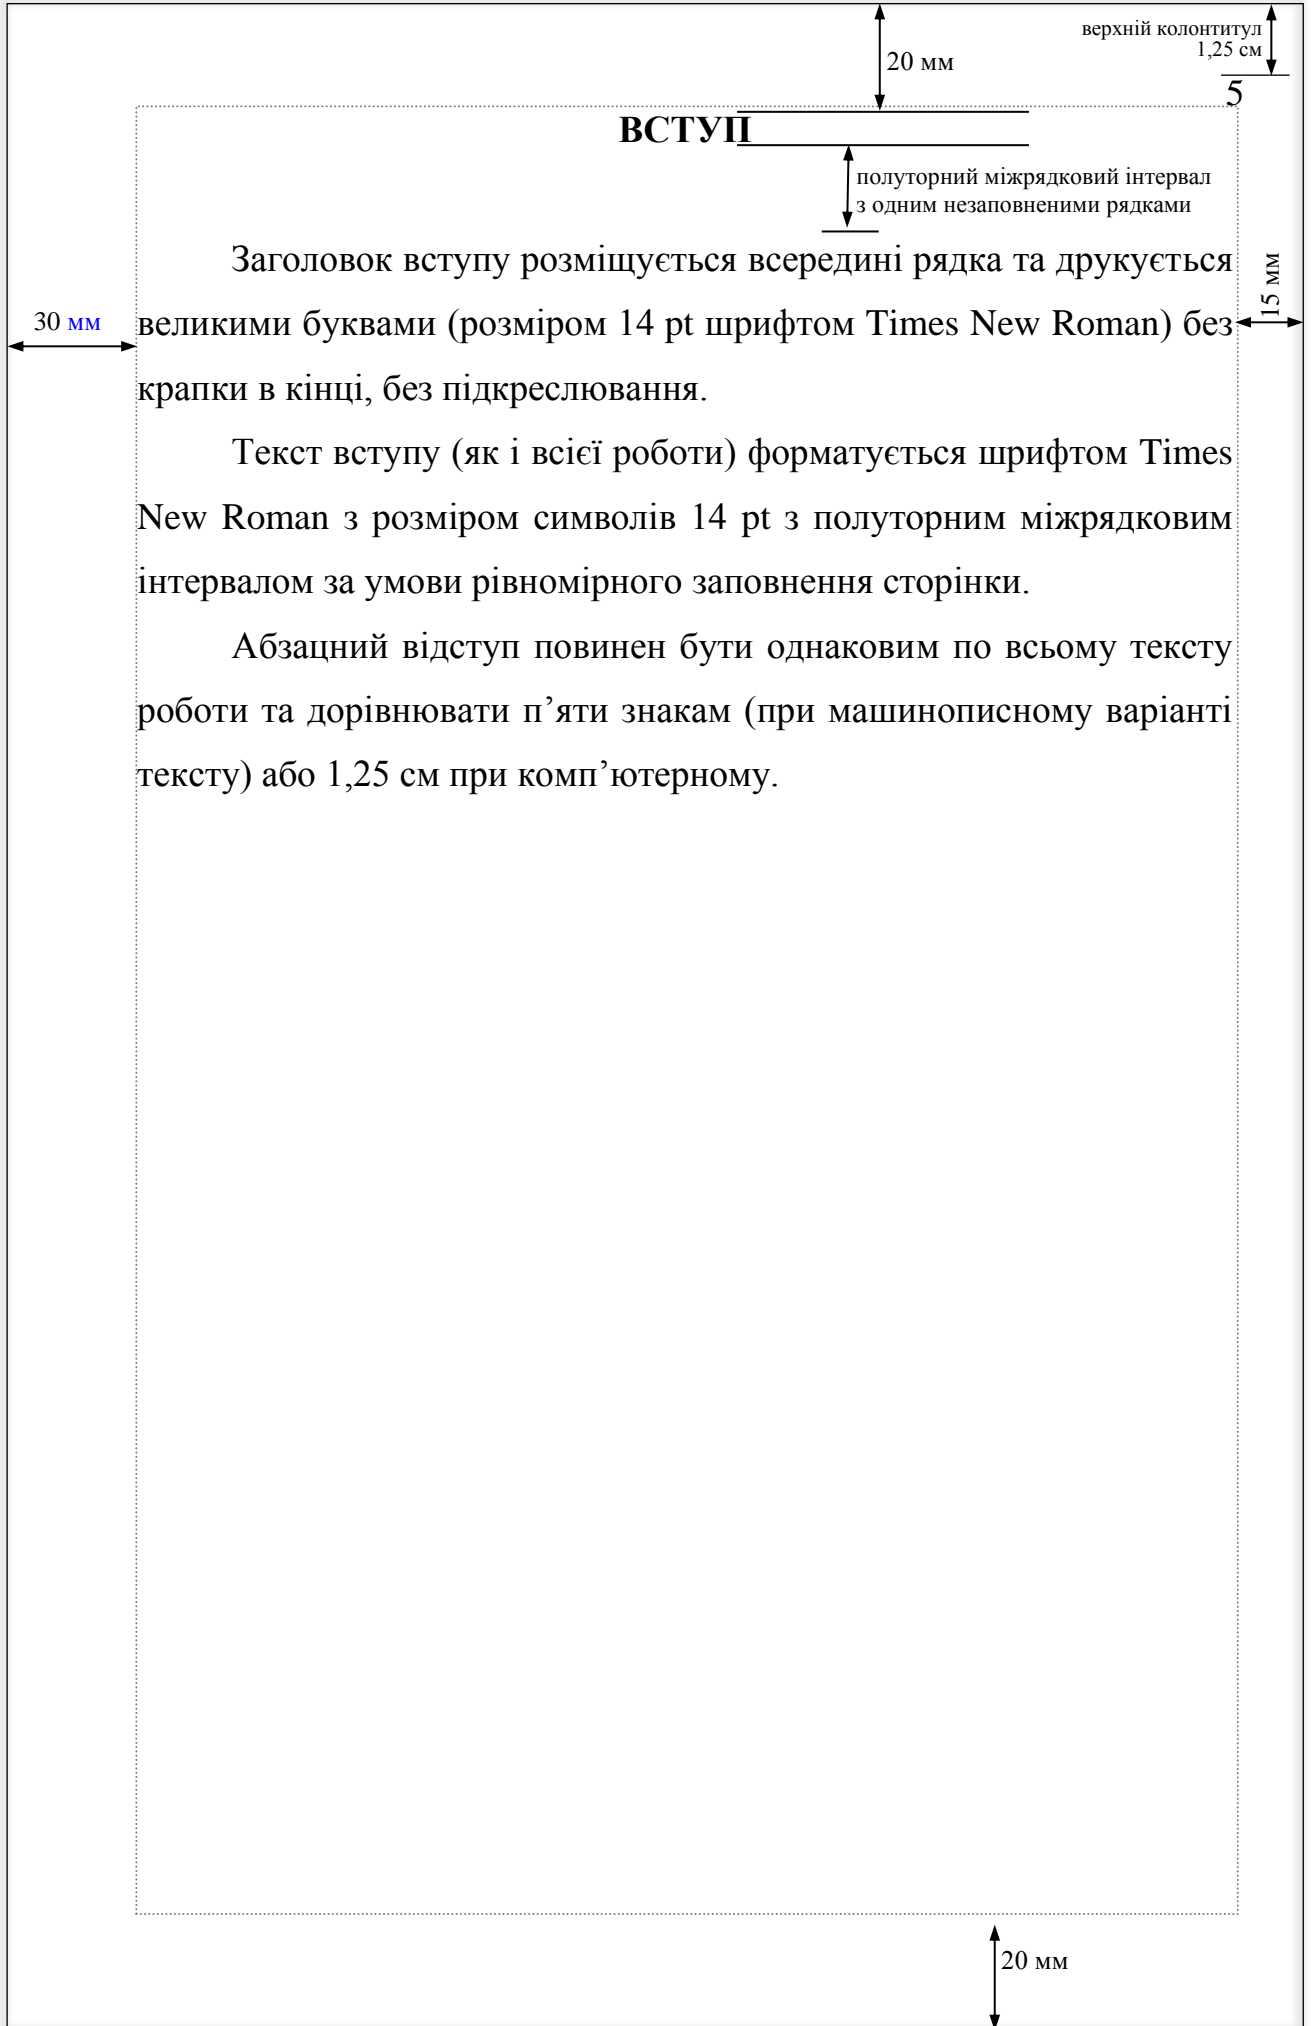 верхній колонтитул
1,25 см
20 мм
5
ВСТУП
полуторний міжрядковий інтервал
з одним незаповненими рядками
Заголовок вступу розміщується всередині рядка та друкується
15 мм
30 мм
великими буквами (розміром 14 pt шрифтом Times New Roman) без
крапки в кінці, без підкреслювання.
Текст вступу (як і всієї роботи) форматується шрифтом Times
New Roman з розміром символів 14 pt з полуторним міжрядковим
інтервалом за умови рівномірного заповнення сторінки.
Абзацний відступ повинен бути однаковим по всьому тексту
роботи та дорівнювати п’яти знакам (при машинописному варіанті
тексту) або 1,25 см при комп’ютерному.
20 мм